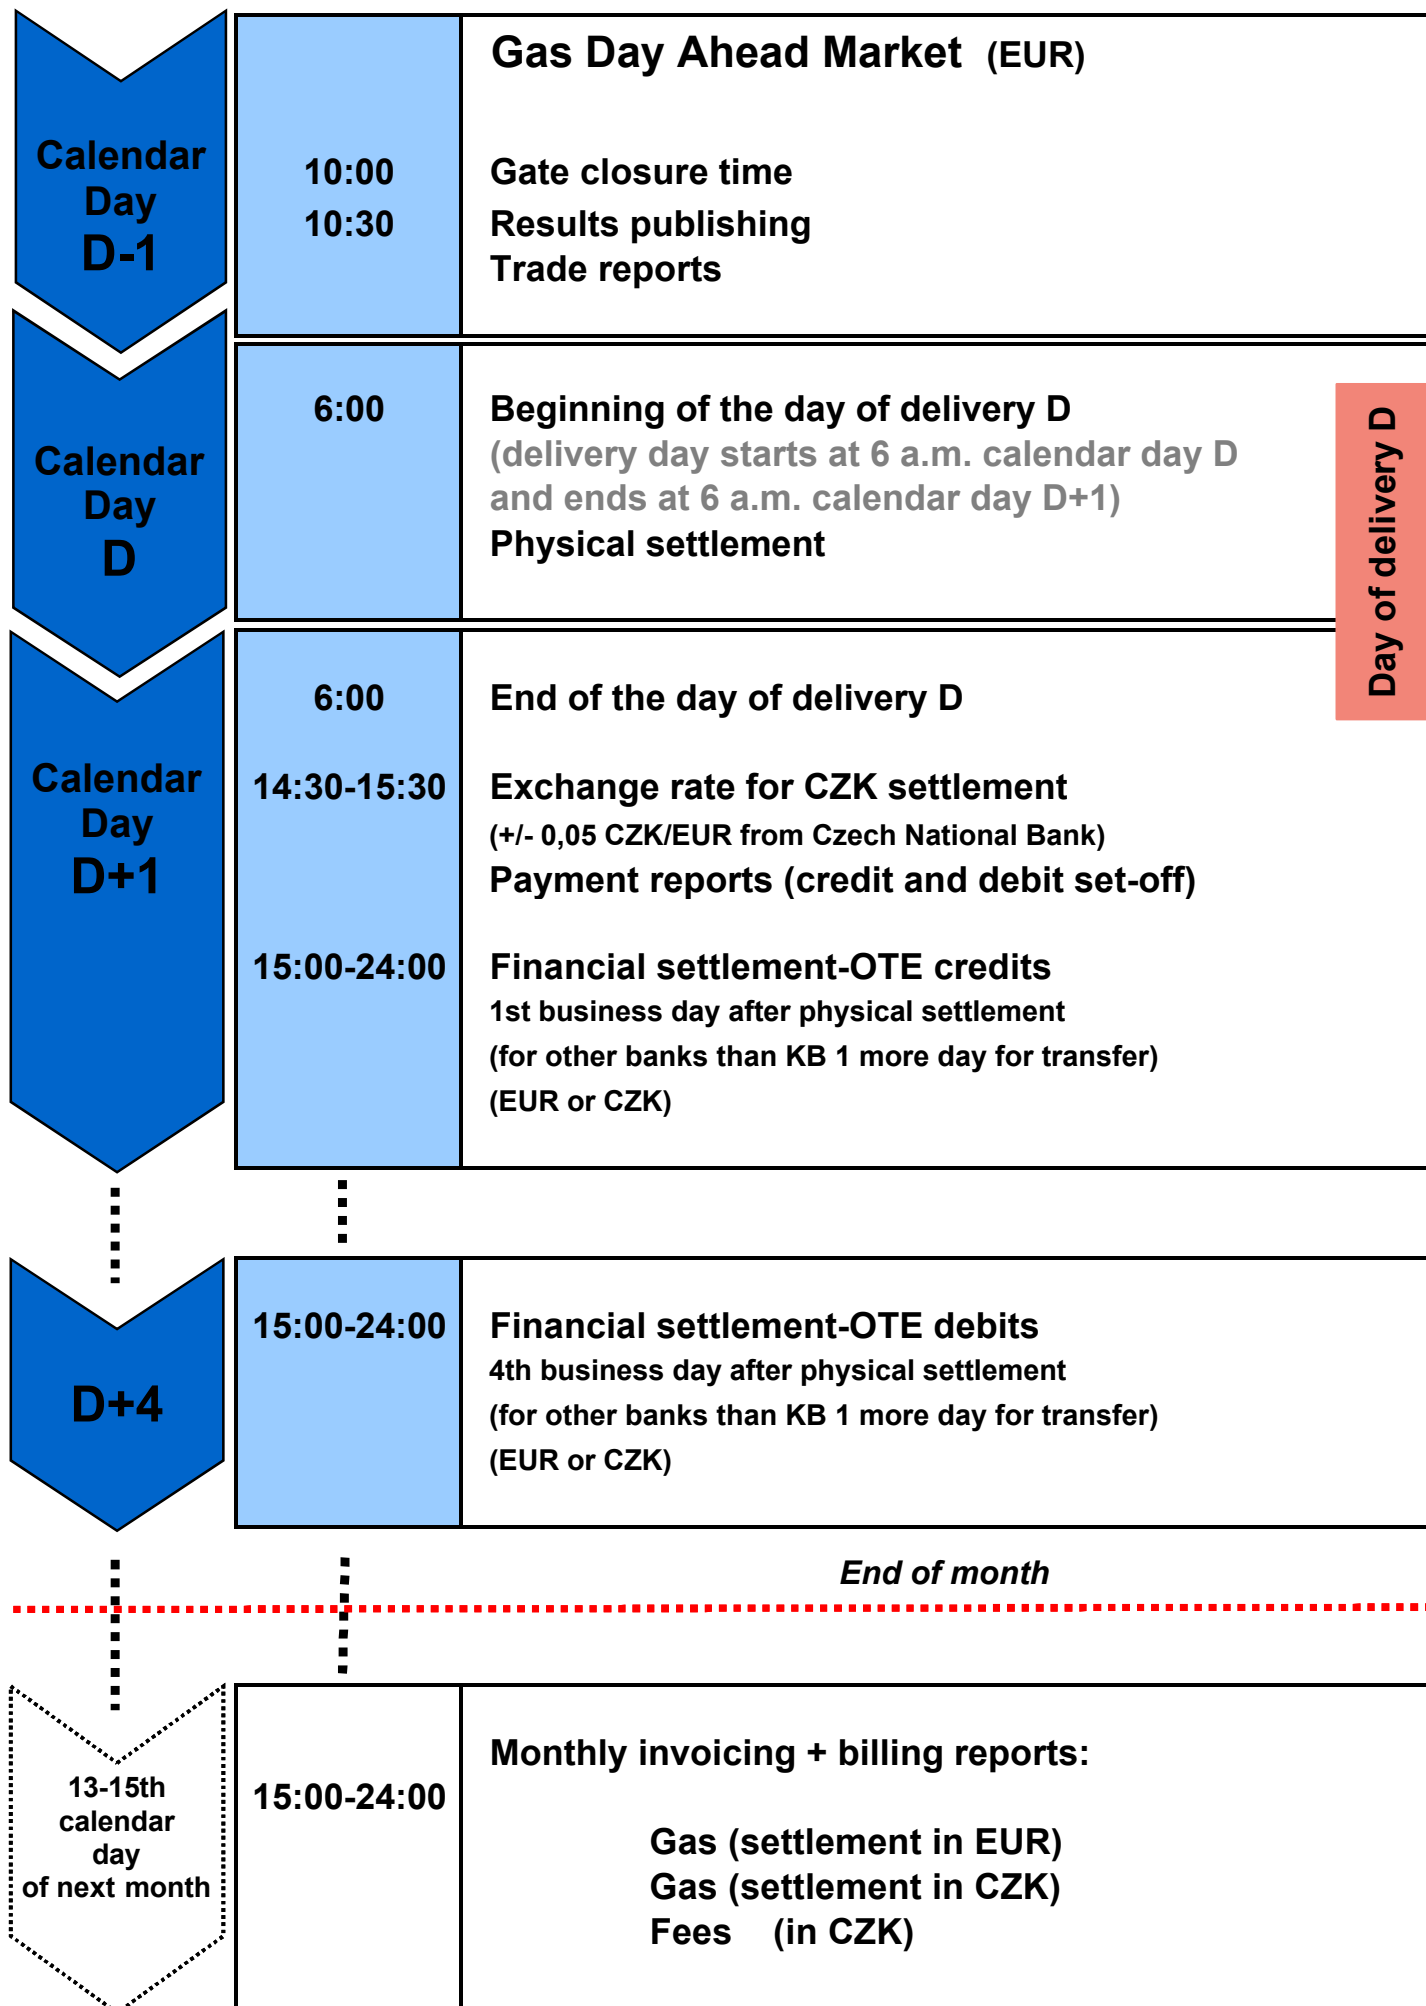 Gas Day Ahead Market (EUR)
Calendar
Day
D-1
10:00 Gate closure time
10:30 Results publishing
Trade reports
Calendar
Day
D
6:00 Beginning of the day of delivery D
(delivery day starts at 6 a.m. calendar day D
and ends at 6 a.m. calendar day D+1)
Physical settlement
Day of delivery D
Calendar
Day
D+1
6:00 End of the day of delivery D
14:30-15:30 Exchange rate for CZK settlement
(+/- 0,05 CZK/EUR from Czech National Bank)
Payment reports (credit and debit set-off)
15:00-24:00 Financial settlement-OTE credits
1st business day after physical settlement
(for other banks than KB 1 more day for transfer)
(EUR or CZK)
D+4
15:00-24:00 Financial settlement-OTE debits
4th business day after physical settlement
(for other banks than KB 1 more day for transfer)
(EUR or CZK)
End of month
13-15th
calendar
day
of next month
15:00-24:00
Monthly invoicing + billing reports:
Gas (settlement in EUR)
Gas (settlement in CZK)
Fees (in CZK)